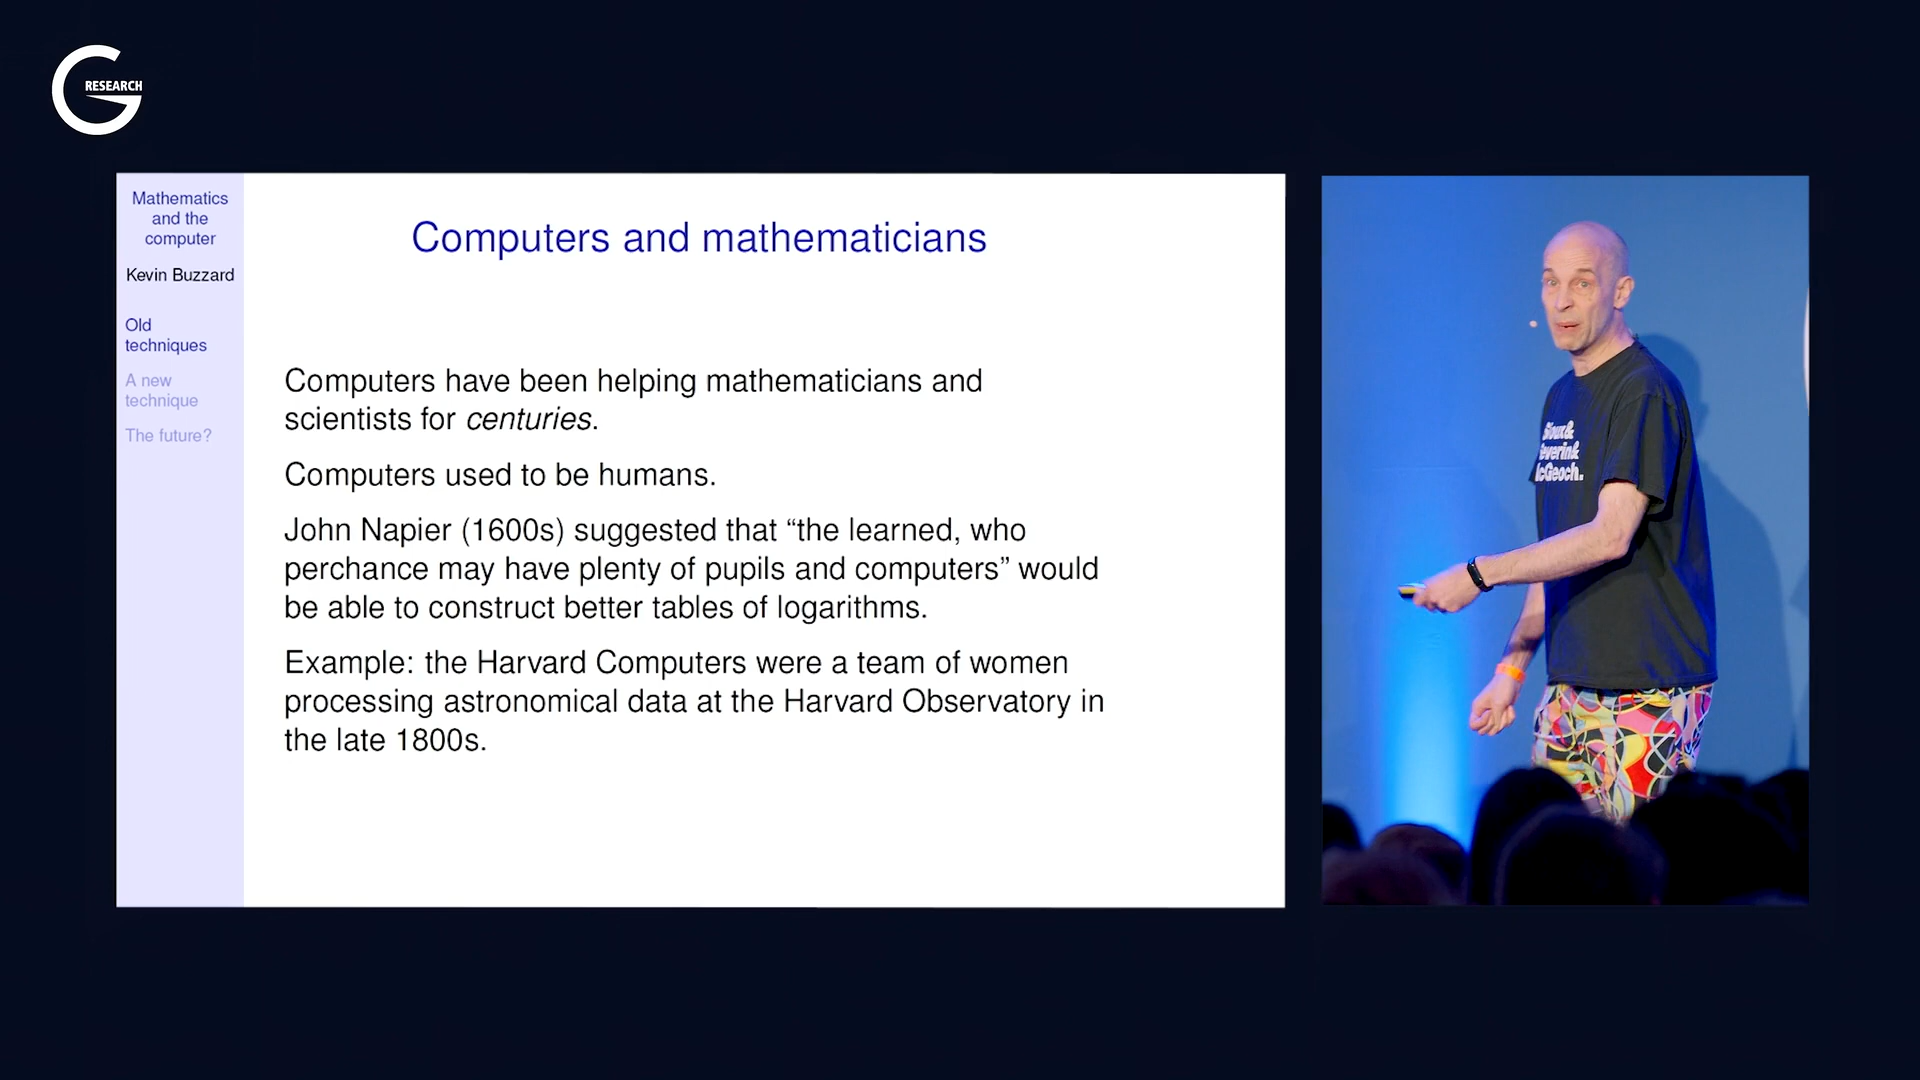 RESEARCH
Mathematics
and the
computer
Kevin Buzzard
Old
techniques
A new
technique
The future?
Computers and mathematicians
Computers have been helping mathematicians and
scientists for centuries.
Computers used to be humans.
John Napier (1600s) suggested that “the learned, who
perchance may have plenty of pupils and computers” would
be able to construct better tables of logarithms.
Example: the Harvard Computers were a team of women
processing astronomical data at the Harvard Observatory in
the late 1800s.